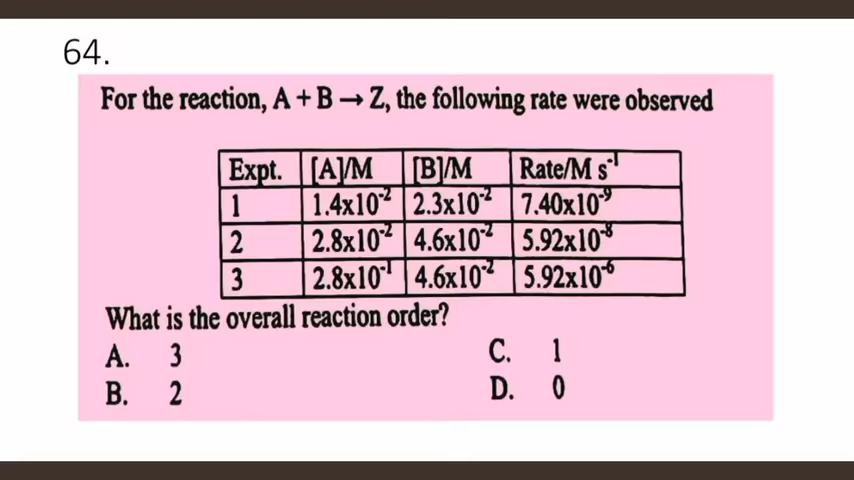 64.
For the reaction, A + B → Z, the following rate were observed
Expt. [A]/M [B]/M Rate/M s⁻¹
1 1.4x10⁻² 2.3x10⁻² 7.40x10⁻⁹
2 2.8x10⁻² 4.6x10⁻² 5.92x10⁻⁸
3 2.8x10⁻¹ 4.6x10⁻² 5.92x10⁻⁶
What is the overall reaction order?
A. 3 C. 1
B. 2 D. 0